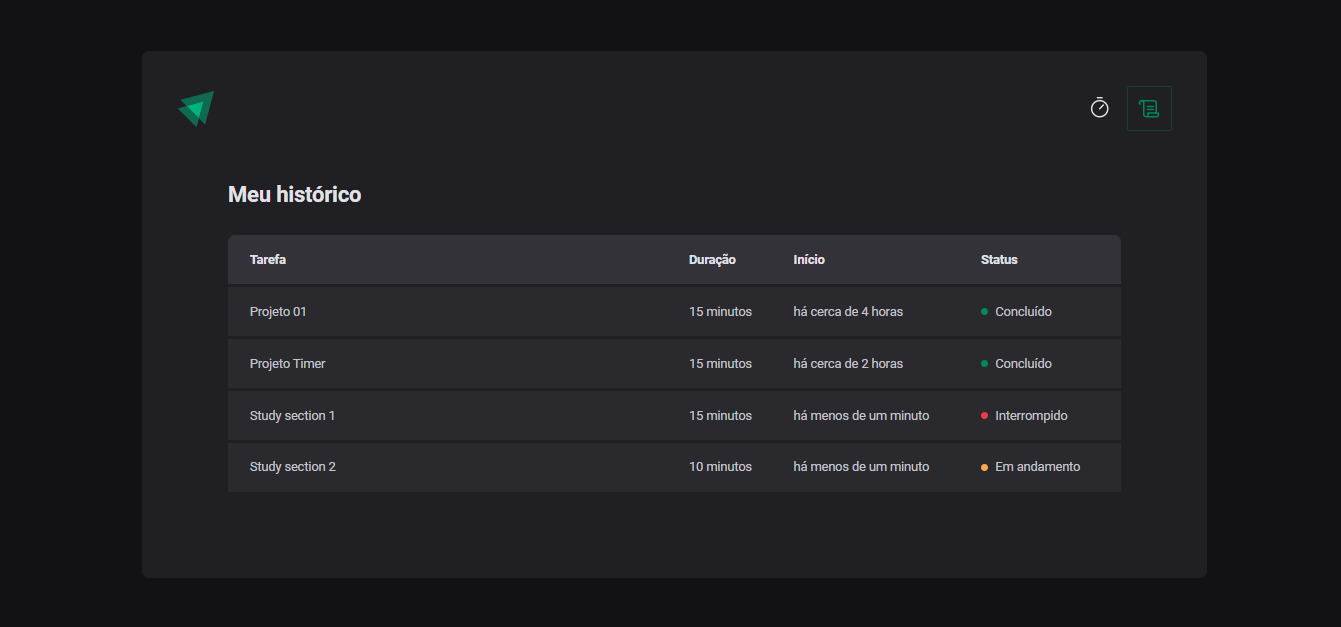 Meu histórico
Tarefa Duração Início Status
Projeto 01 15 minutos há cerca de 4 horas Concluído
Projeto Timer 15 minutos há cerca de 2 horas Concluído
Study section 1 15 minutos há menos de um minuto Interrompido
Study section 2 10 minutos há menos de um minuto Em andamento